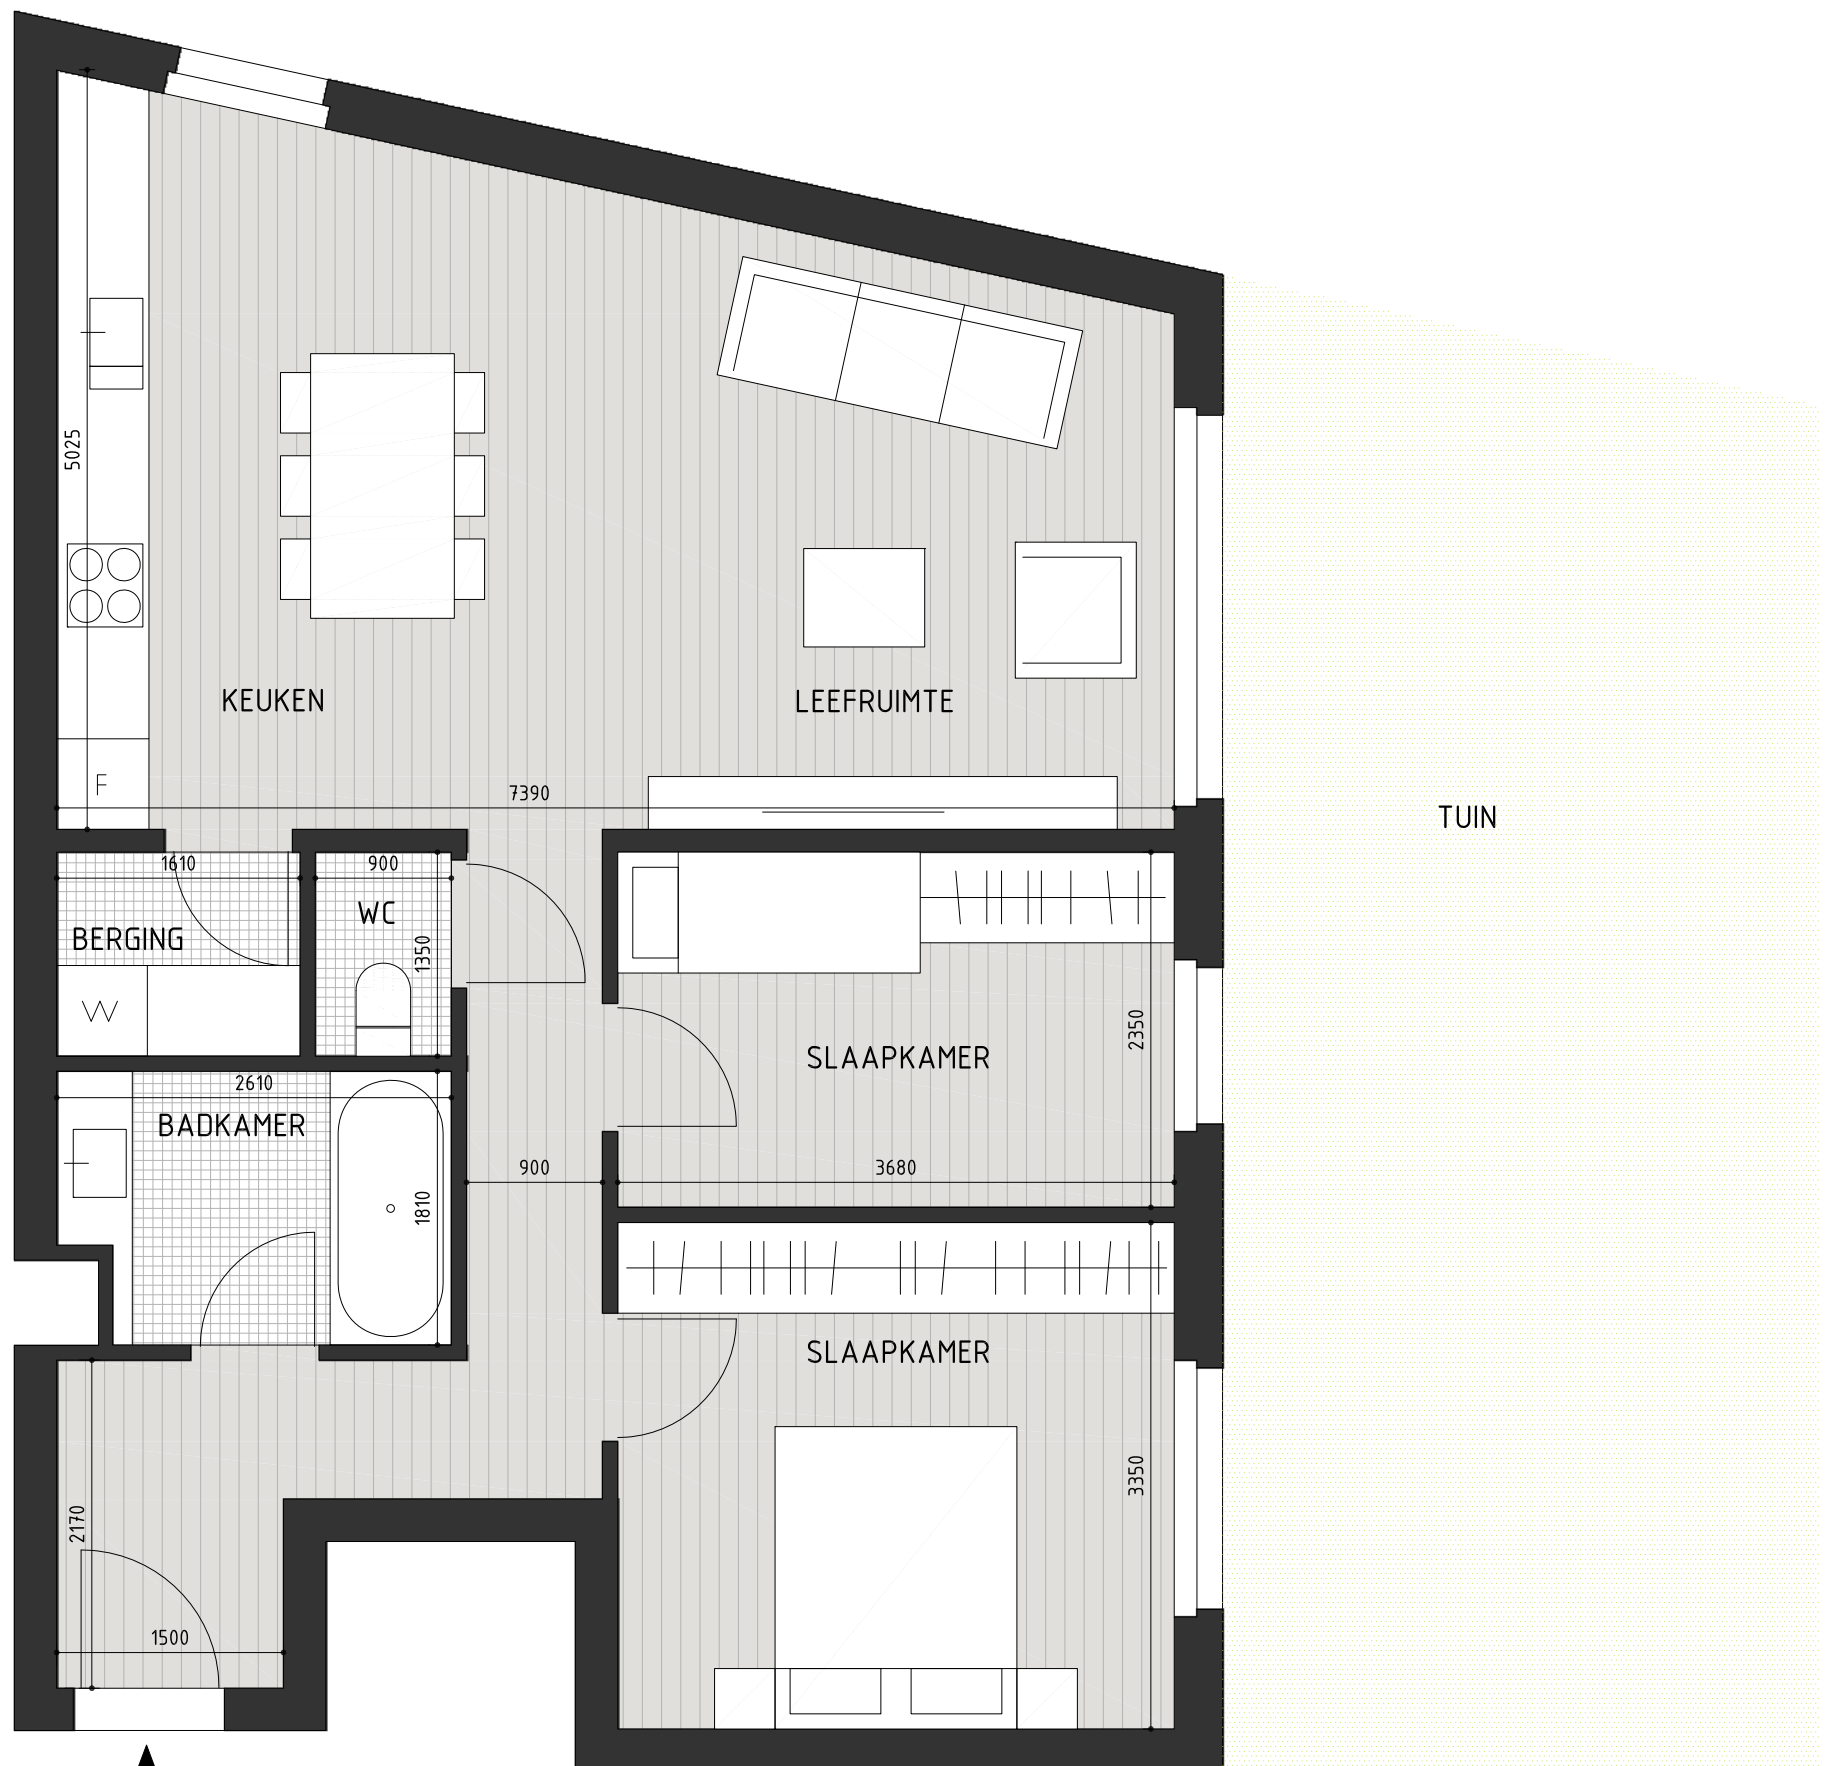 5025
KEUKEN
LEEFRUIMTE
F
7390
TUIN
1610
900
WC
BERGING
1350
W
2350
SLAAPKAMER
2610
BADKAMER
900
3680
1810
SLAAPKAMER
3350
2170
1500